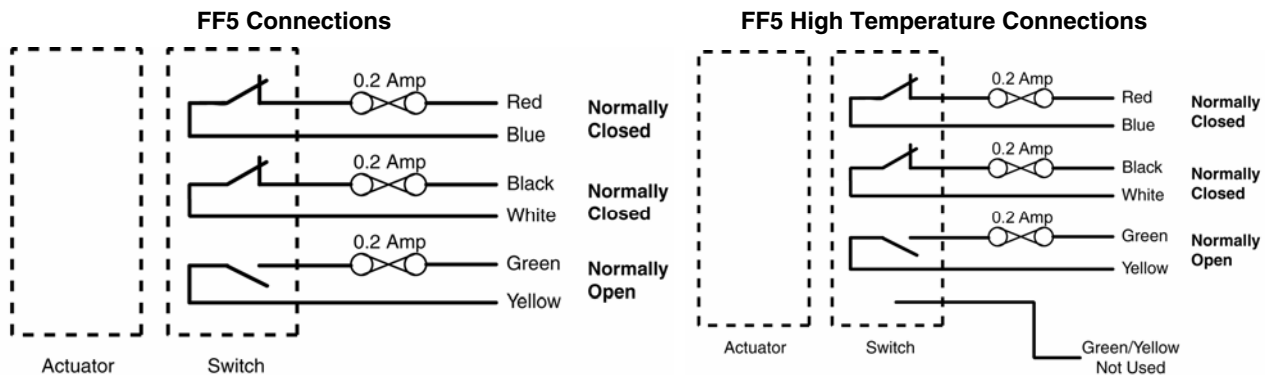 FF5 Connections
0.2 Amp
Red
Blue
Normally
Closed
0.2 Amp
Black
White
Normally
Closed
0.2 Amp
Green
Yellow
Normally
Open
Actuator
Switch
FF5 High Temperature Connections
0.2 Amp
Red
Blue
Normally
Closed
0.2 Amp
Black
White
Normally
Closed
0.2 Amp
Green
Yellow
Normally
Open
Actuator
Switch
Green/Yellow
Not Used